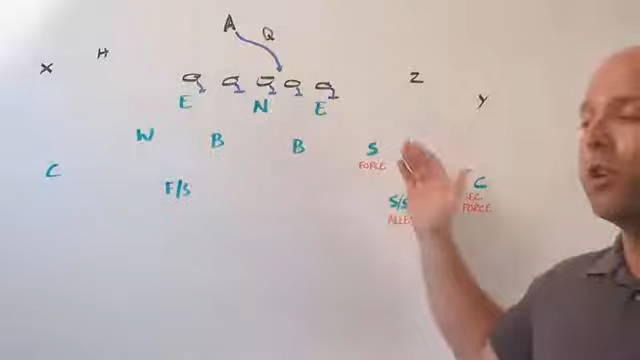 A Q
X H Z Y
E N E
W B B S
FORCE
C F/S S/S C
SEC
FORCE